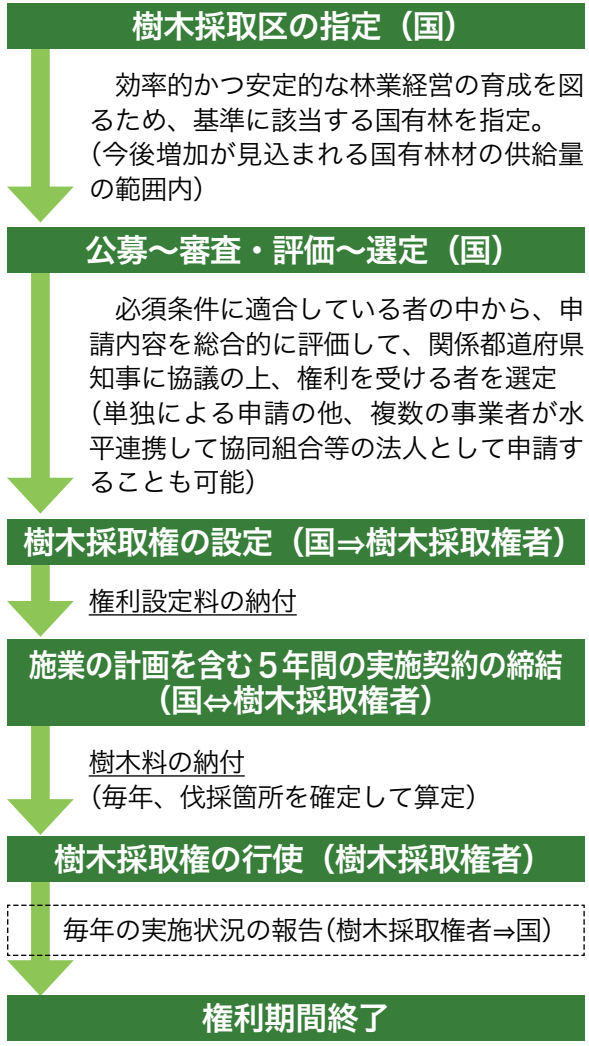 樹木採取区の指定（国）
効率的かつ安定的な林業経営の育成を図
るため、基準に該当する国有林を指定。
（今後増加が見込まれる国有林材の供給量
の範囲内）
公募～審査・評価～選定（国）
必須条件に適合している者の中から、申
請内容を総合的に評価して、関係都道府県
知事に協議の上、権利を受ける者を選定
（単独による申請の他、複数の事業者が水
平連携して協同組合等の法人として申請す
ることも可能）
樹木採取権の設定（国⇒樹木採取権者）
権利設定料の納付
施業の計画を含む５年間の実施契約の締結
（国⇔樹木採取権者）
樹木料の納付
（毎年、伐採箇所を確定して算定）
樹木採取権の行使（樹木採取権者）
毎年の実施状況の報告（樹木採取権者⇒国）
権利期間終了